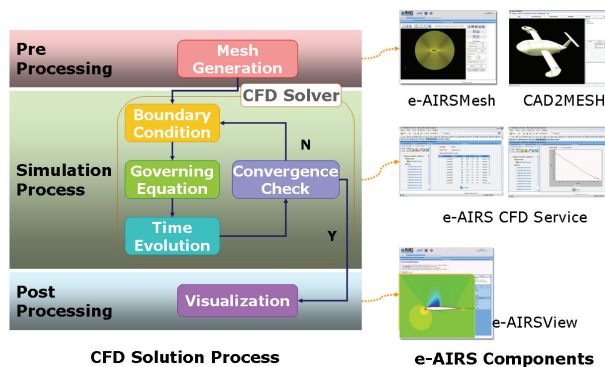 Pre
Processing
Mesh
Generation
CFD Solver
Boundary
Condition
N
Simulation
Process
Governing
Equation
Convergence
Check
Time
Evolution
Y
Post
Processing
Visualization
CFD Solution Process
e-AIRSMesh
CAD2MESH
e-AIRS CFD Service
e-AIRSView
e-AIRS Components